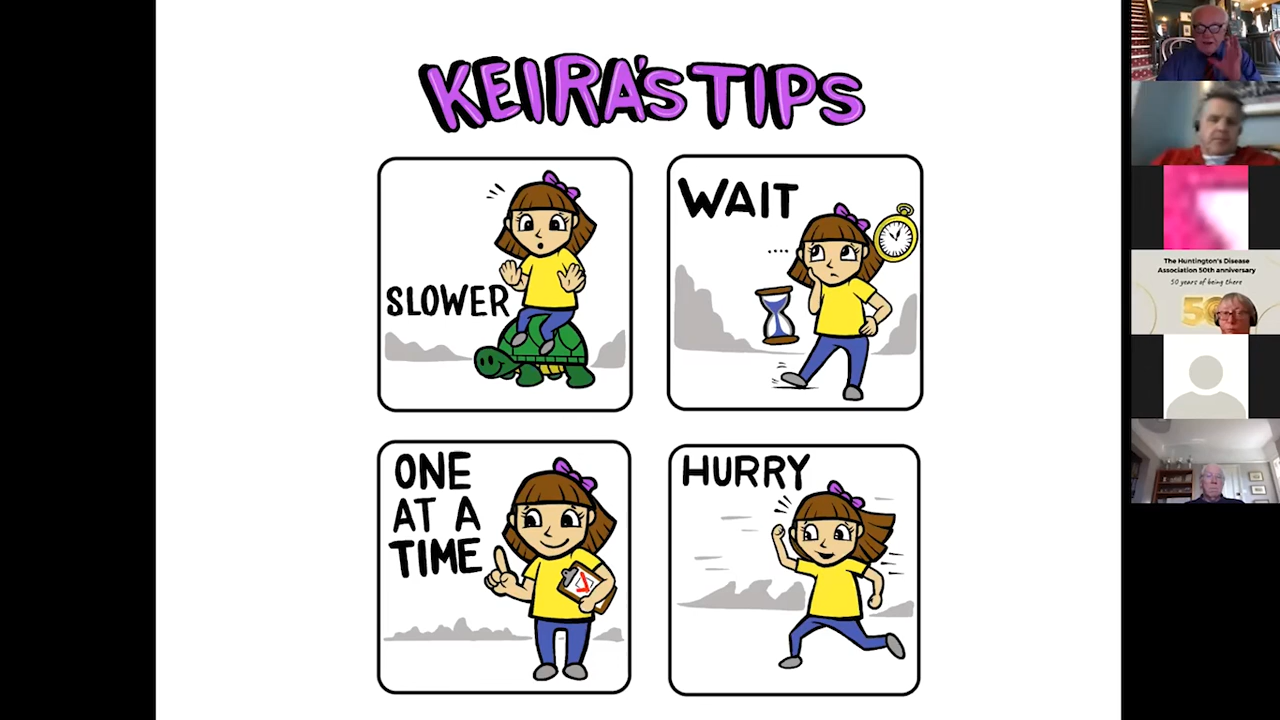 KEIRA'S TIPS
SLOWER
WAIT
ONE
AT A
TIME
HURRY
The Huntington's Disease
Association 50th anniversary
50 years of being there